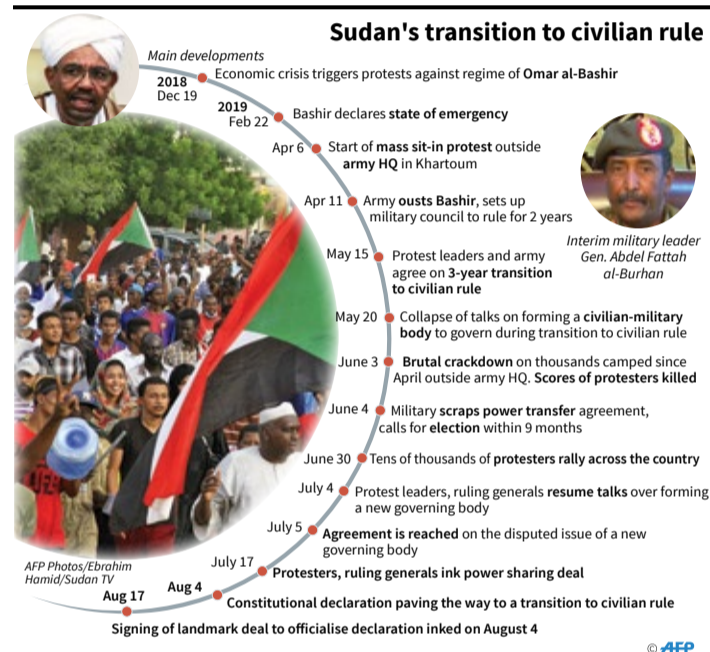 Sudan's transition to civilian rule
Main developments
2018
Dec 19
Economic crisis triggers protests against regime of Omar al-Bashir
2019
Feb 22
Bashir declares state of emergency
Apr 6
Start of mass sit-in protest outside
army HQ in Khartoum
Apr 11
Army ousts Bashir, sets up
military council to rule for 2 years
Interim military leader
Gen. Abdel Fattah
al-Burhan
May 15
Protest leaders and army
agree on 3-year transition
to civilian rule
May 20
Collapse of talks on forming a civilian-military
body to govern during transition to civilian rule
June 3
Brutal crackdown on thousands camped since
April outside army HQ. Scores of protesters killed
June 4
Military scraps power transfer agreement,
calls for election within 9 months
June 30
Tens of thousands of protesters rally across the country
July 4
Protest leaders, ruling generals resume talks over forming
a new governing body
July 5
Agreement is reached on the disputed issue of a new
governing body
July 17
Protesters, ruling generals ink power sharing deal
Aug 4
Constitutional declaration paving the way to a transition to civilian rule
Aug 17
Signing of landmark deal to officialise declaration inked on August 4
AFP Photos/Ebrahim
Hamid/Sudan TV
© AFP